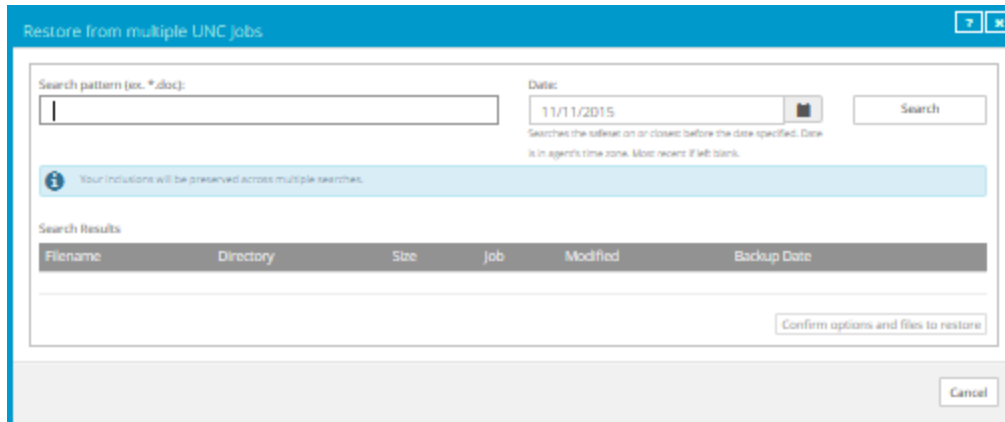 Restore from multiple UNC Jobs
?
Search pattern (ex. *.doc):
Date:
11/11/2015
Search
Searches the safeset on or closest before the date specified. Date
is in agent's time zone. Most recent if left blank.
Your inclusions will be preserved across multiple searches.
Search Results
Filename Directory Size Job Modified Backup Date
Confirm options and files to restore
Cancel